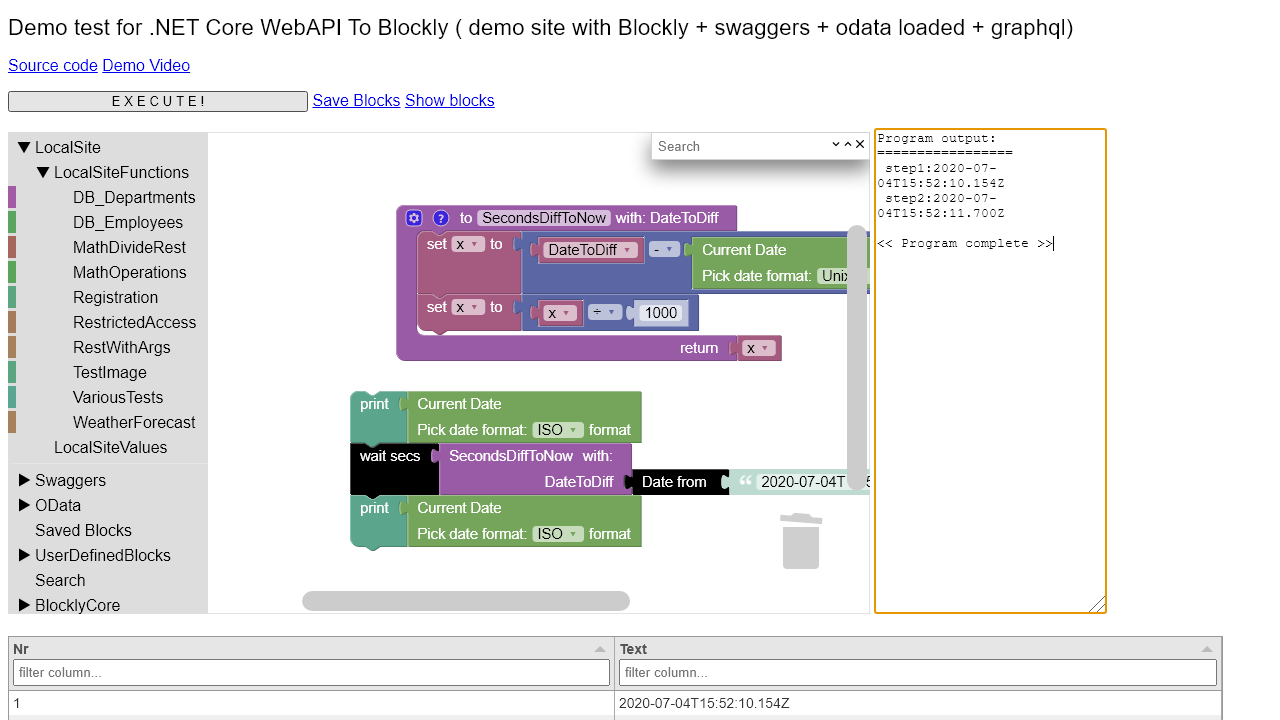 Demo test for .NET Core WebAPI To Blockly ( demo site with Blockly + swaggers + odata loaded + graphql)
Source code Demo Video
E X E C U T E ! Save Blocks Show blocks
▼ LocalSite
▼ LocalSiteFunctions
DB_Departments
DB_Employees
MathDivideRest
MathOperations
Registration
RestrictedAccess
RestWithArgs
TestImage
VariousTests
WeatherForecast
LocalSiteValues
▶ Swaggers
▶ OData
Saved Blocks
▶ UserDefinedBlocks
Search
▶ BlocklyCore
Search
? to SecondsDiffToNow with: DateToDiff
set x to DateToDiff - Current Date
Pick date format: Unix
set x to x ÷ 1000
return x
print Current Date
Pick date format: ISO format
wait secs SecondsDiffToNow with:
DateToDiff Date from “ 2020-07-04T
print Current Date
Pick date format: ISO format
Program output:
=================
step1:2020-07-
04T15:52:10.154Z
step2:2020-07-
04T15:52:11.700Z
<< Program complete >>
Nr Text
filter column... filter column...
1 2020-07-04T15:52:10.154Z